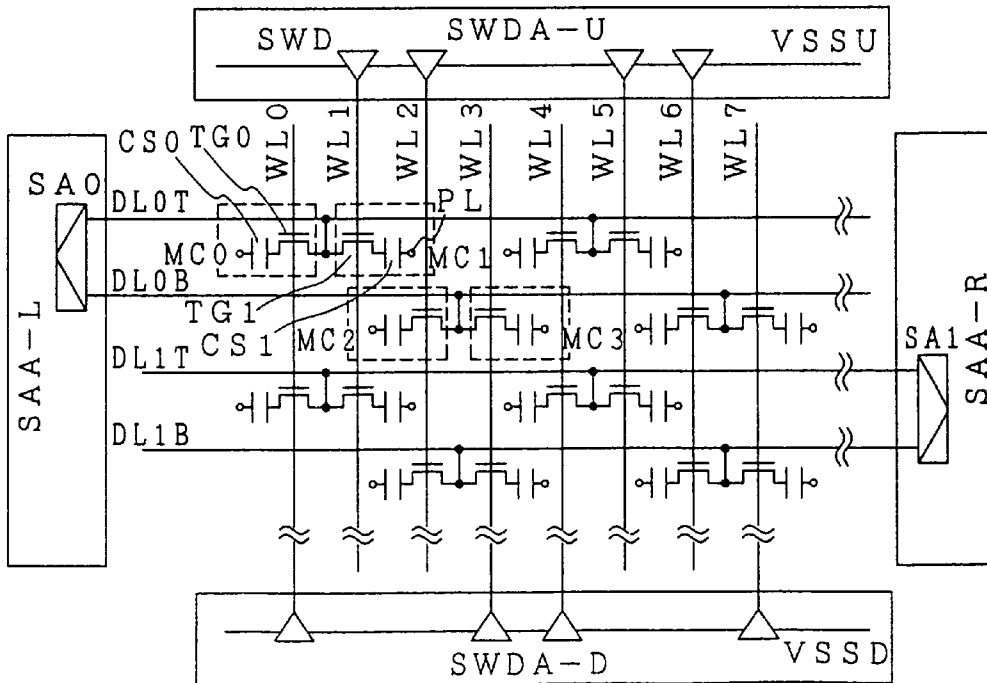 SWD
SWDA-U
VSSU
WL0
WL1
WL2
WL3
WL4
WL5
WL6
WL7
CS0
TG0
SA0
DL0T
PL
MC0
MC1
DL0B
TG1
CS1
MC2
MC3
SA1
DL1T
SAA-L
SAA-R
DL1B
SWDA-D
VSSD